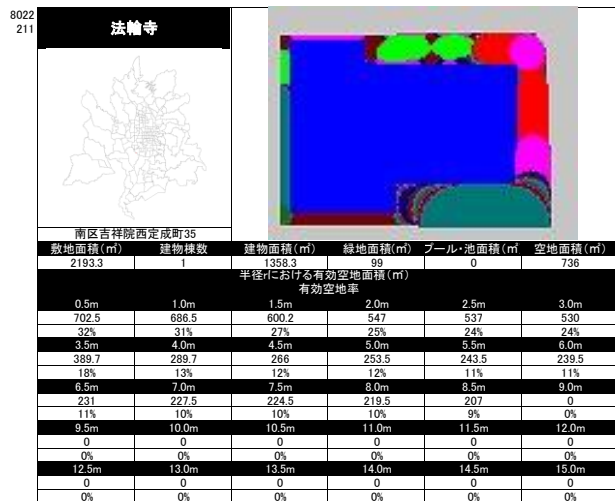 8022
211
法輪寺
南区吉祥院西定成町35
敷地面積(㎡) 建物棟数 建物面積(㎡) 緑地面積(㎡) プール・池面積(㎡ 空地面積(㎡)
2193.3 1 1358.3 99 0 736
半径rにおける有効空地面積(㎡)
有効空地率
0.5m 1.0m 1.5m 2.0m 2.5m 3.0m
702.5 686.5 600.2 547 537 530
32% 31% 27% 25% 24% 24%
3.5m 4.0m 4.5m 5.0m 5.5m 6.0m
389.7 289.7 266 253.5 243.5 239.5
18% 13% 12% 12% 11% 11%
6.5m 7.0m 7.5m 8.0m 8.5m 9.0m
231 227.5 224.5 219.5 207 0
11% 10% 10% 10% 9% 0%
9.5m 10.0m 10.5m 11.0m 11.5m 12.0m
0 0 0 0 0 0
0% 0% 0% 0% 0% 0%
12.5m 13.0m 13.5m 14.0m 14.5m 15.0m
0 0 0 0 0 0
0% 0% 0% 0% 0% 0%